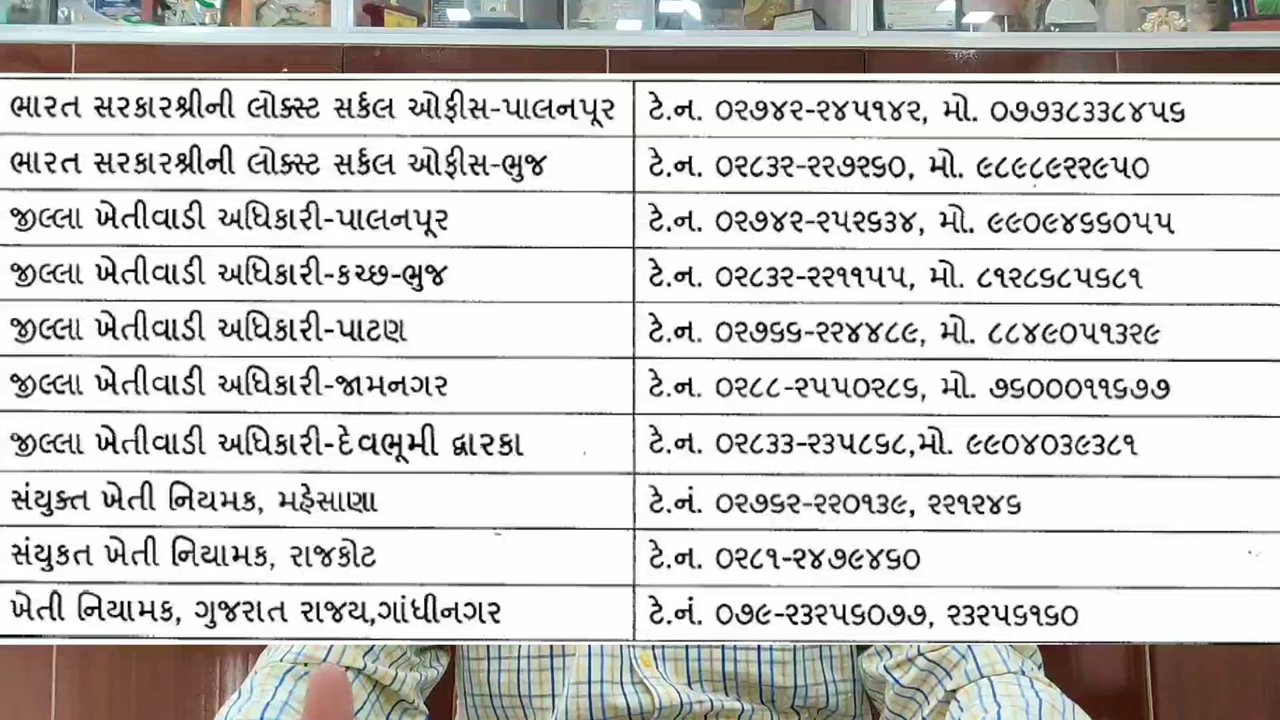 ભારત સરકારશ્રીની લોક્સ્ટ સર્કલ ઓફીસ-પાલનપૂર ટે.ન. ૦૨૭૪૨-૨૪૫૧૪૨, મો. ૦૭૭૩૮૩૩૮૪૫૬
ભારત સરકારશ્રીની લોક્સ્ટ સર્કલ ઓફીસ-ભુજ ટે.ન. ૦૨૮૩૨-૨૨૭૨૬૦, મો. ૯૮૯૮૯૨૨૯૫૦
જીલ્લા ખેતીવાડી અધિકારી-પાલનપૂર ટે.ન. ૦૨૭૪૨-૨૫૨૬૩૪, મો. ૯૯૦૯૪૬૬૦૫૫
જીલ્લા ખેતીવાડી અધિકારી-કચ્છ-ભુજ ટે.ન. ૦૨૮૩૨-૨૨૧૧૫૫, મો. ૮૧૨૮૬૮૫૬૮૧
જીલ્લા ખેતીવાડી અધિકારી-પાટણ ટે.ન. ૦૨૭૬૬-૨૨૪૪૮૯, મો. ૮૮૪૯૦૫૧૩૨૯
જીલ્લા ખેતીવાડી અધિકારી-જામનગર ટે.ન. ૦૨૮૮-૨૫૫૦૨૮૬, મો. ૭૬૦૦૦૧૧૬૭૭
જીલ્લા ખેતીવાડી અધિકારી-દેવભૂમી દ્વારકા ટે.ન. ૦૨૮૩૩-૨૩૫૮૬૮,મો. ૯૯૦૪૦૩૯૩૮૧
સંયુક્ત ખેતી નિયમક, મહેસાણા ટે.નં. ૦૨૭૬૨-૨૨૦૧૩૯, ૨૨૧૨૪૬
સંયુકત ખેતી નિયામક, રાજકોટ ટે.ન. ૦૨૮૧-૨૪૭૯૪૬૦
ખેતી નિયામક, ગુજરાત રાજય,ગાંધીનગર ટે.નં. ૦૭૯-૨૩૨૫૬૦૭૭, ૨૩૨૫૬૧૬૦